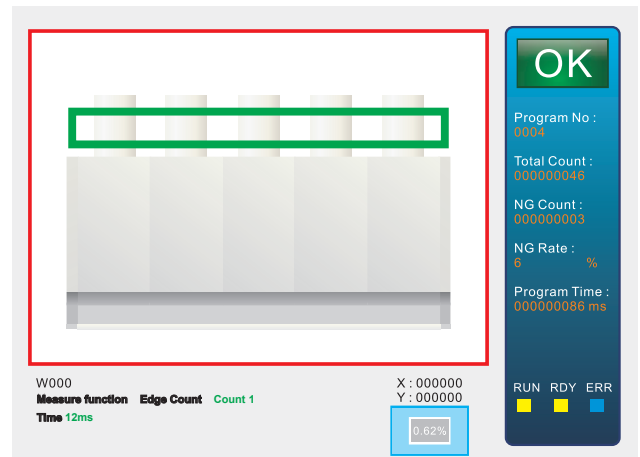 OK
Program No :
0004
Total Count :
000000046
NG Count :
000000003
NG Rate :
6 %
Program Time :
000000086 ms
RUN RDY ERR
W000
Measure function Edge Count Count 1
Time 12ms
X : 000000
Y : 000000
0.62%